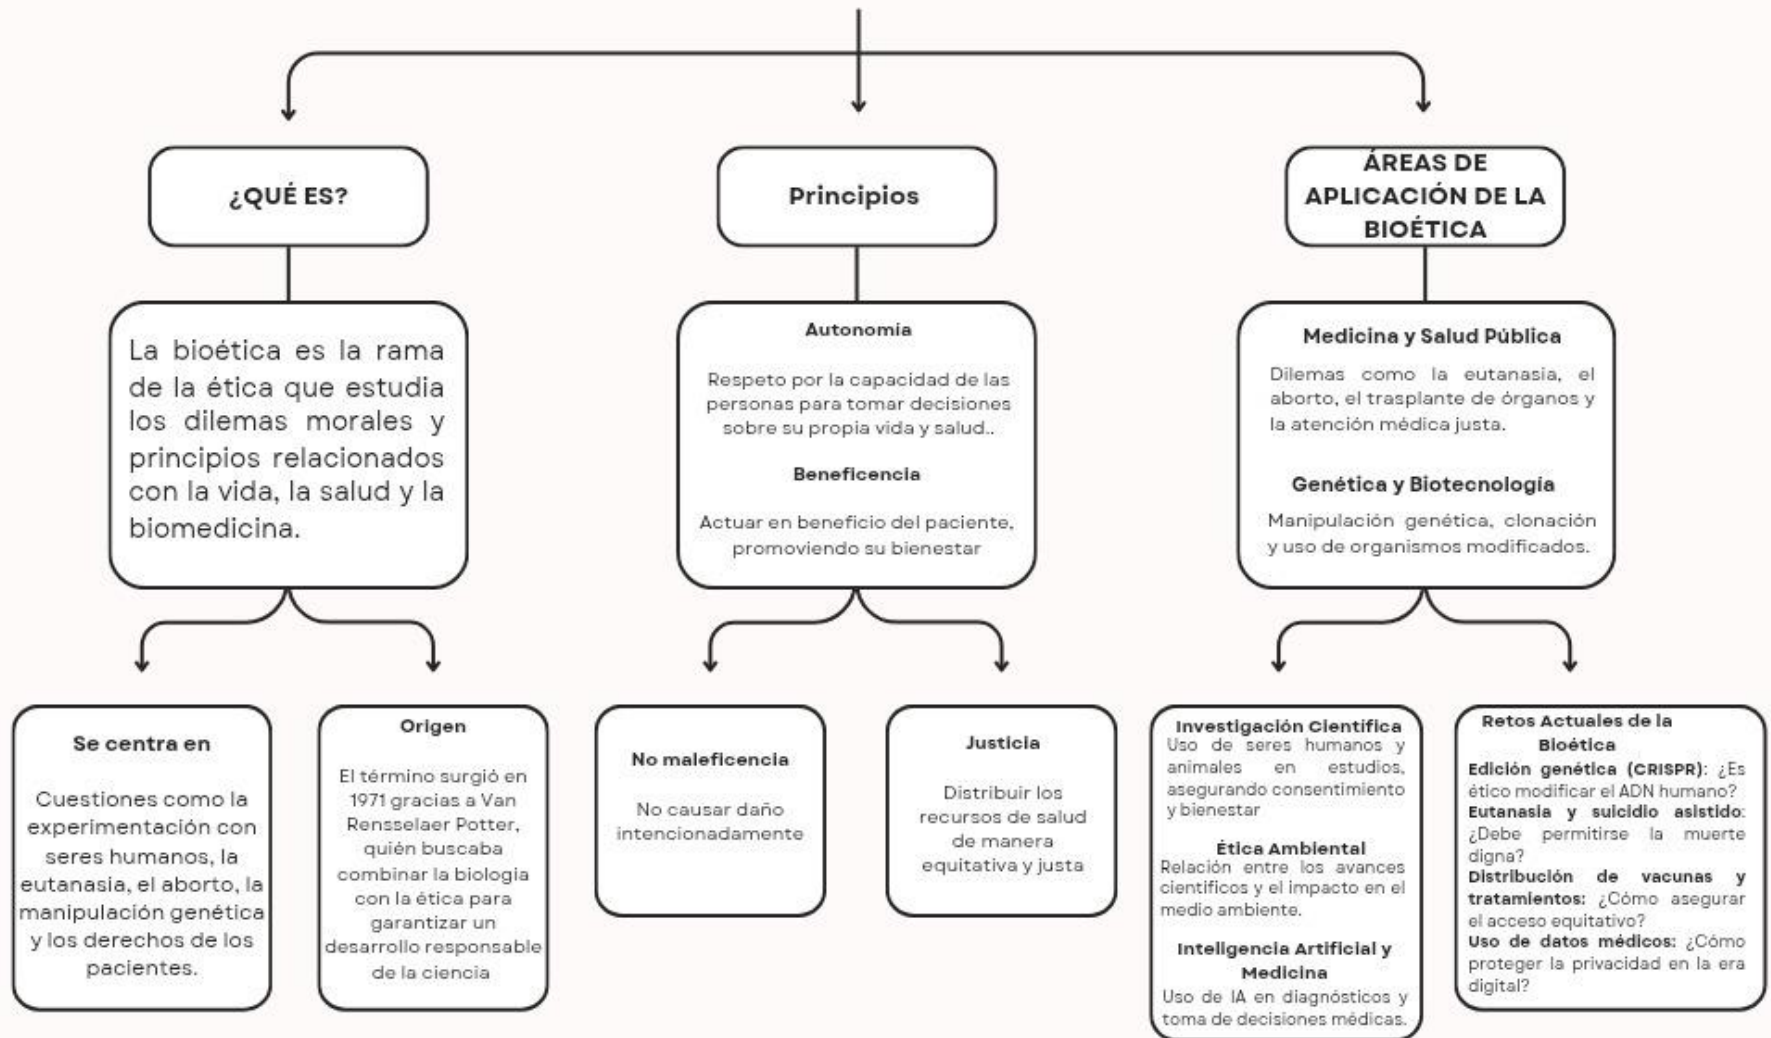 ¿QUÉ ES?
Principios
ÁREAS DE
APLICACIÓN DE LA
BIOÉTICA
La bioética es la rama
de la ética que estudia
los dilemas morales y
principios relacionados
con la vida, la salud y la
biomedicina.
Autonomía
Respeto por la capacidad de las
personas para tomar decisiones
sobre su propia vida y salud..
Beneficencia
Actuar en beneficio del paciente,
promoviendo su bienestar
Medicina y Salud Pública
Dilemas como la eutanasia, el
aborto, el trasplante de órganos y
la atención médica justa.
Genética y Biotecnología
Manipulación genética, clonación
y uso de organismos modificados.
Se centra en
Cuestiones como la
experimentación con
seres humanos, la
eutanasia, el aborto, la
manipulación genética
y los derechos de los
pacientes.
Origen
El término surgió en
1971 gracias a Van
Rensselaer Potter,
quién buscaba
combinar la biología
con la ética para
garantizar un
desarrollo responsable
de la ciencia
No maleficencia
No causar daño
intencionadamente
Justicia
Distribuir los
recursos de salud
de manera
equitativa y justa
Investigación Científica
Uso de seres humanos y
animales en estudios,
asegurando consentimiento
y bienestar
Ética Ambiental
Relación entre los avances
científicos y el impacto en el
medio ambiente.
Inteligencia Artificial y
Medicina
Uso de IA en diagnósticos y
toma de decisiones médicas.
Retos Actuales de la
Bioética
Edición genética (CRISPR): ¿Es
ético modificar el ADN humano?
Eutanasia y suicidio asistido:
¿Debe permitirse la muerte
digna?
Distribución de vacunas y
tratamientos: ¿Cómo asegurar
el acceso equitativo?
Uso de datos médicos: ¿Cómo
proteger la privacidad en la era
digital?